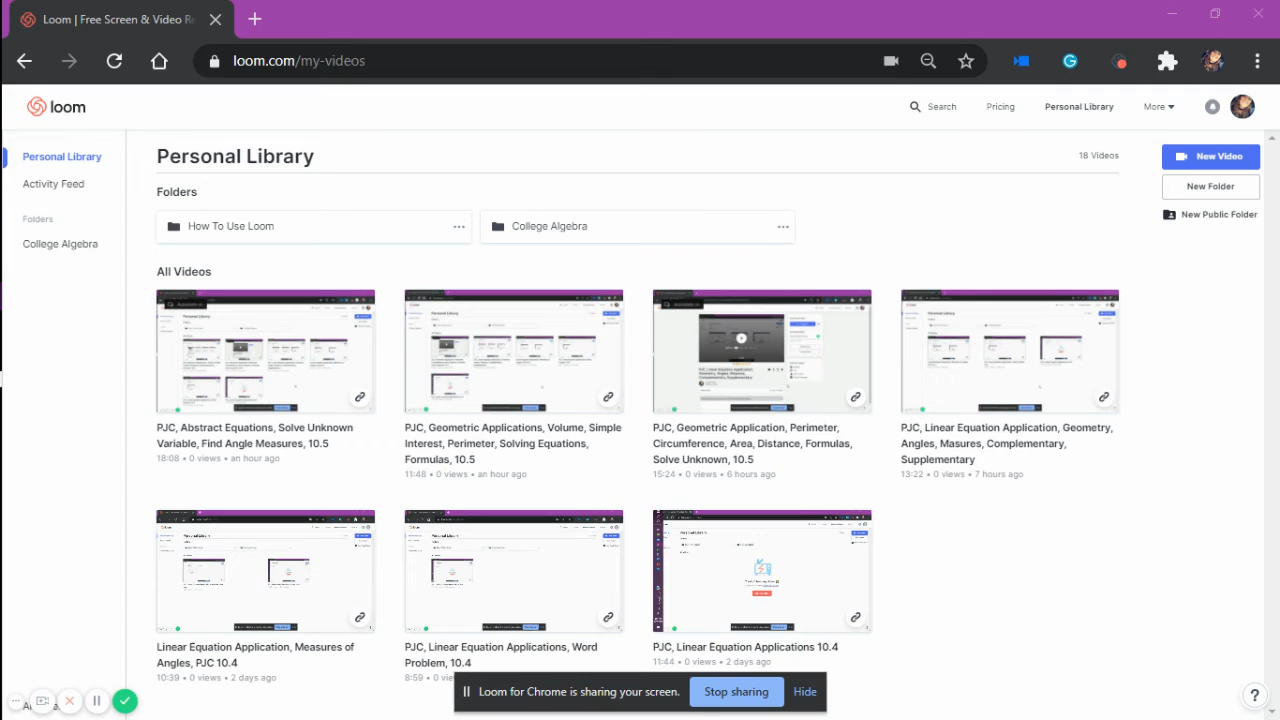 Loom | Free Screen & Video Re
loom.com/my-videos
loom
Search
Pricing
Personal Library
More
Personal Library
Activity Feed
Folders
College Algebra
Personal Library
18 Videos
New Video
New Folder
New Public Folder
Folders
How To Use Loom
College Algebra
All Videos
PJC, Abstract Equations, Solve Unknown
Variable, Find Angle Measures, 10.5
18:08 • 0 views • an hour ago
PJC, Geometric Applications, Volume, Simple
Interest, Perimeter, Solving Equations,
Formulas, 10.5
11:48 • 0 views • an hour ago
PJC, Geometric Application, Perimeter,
Circumference, Area, Distance, Formulas,
Solve Unknown, 10.5
15:24 • 0 views • 6 hours ago
PJC, Linear Equation Application, Geometry,
Angles, Masures, Complementary,
Supplementary
13:22 • 0 views • 7 hours ago
Linear Equation Application, Measures of
Angles, PJC 10.4
10:39 • 0 views • 2 days ago
PJC, Linear Equation Applications, Word
Problem, 10.4
8:59
PJC, Linear Equation Applications 10.4
11:44 • 0 views • 2 days ago
Loom for Chrome is sharing your screen.
Stop sharing
Hide
?